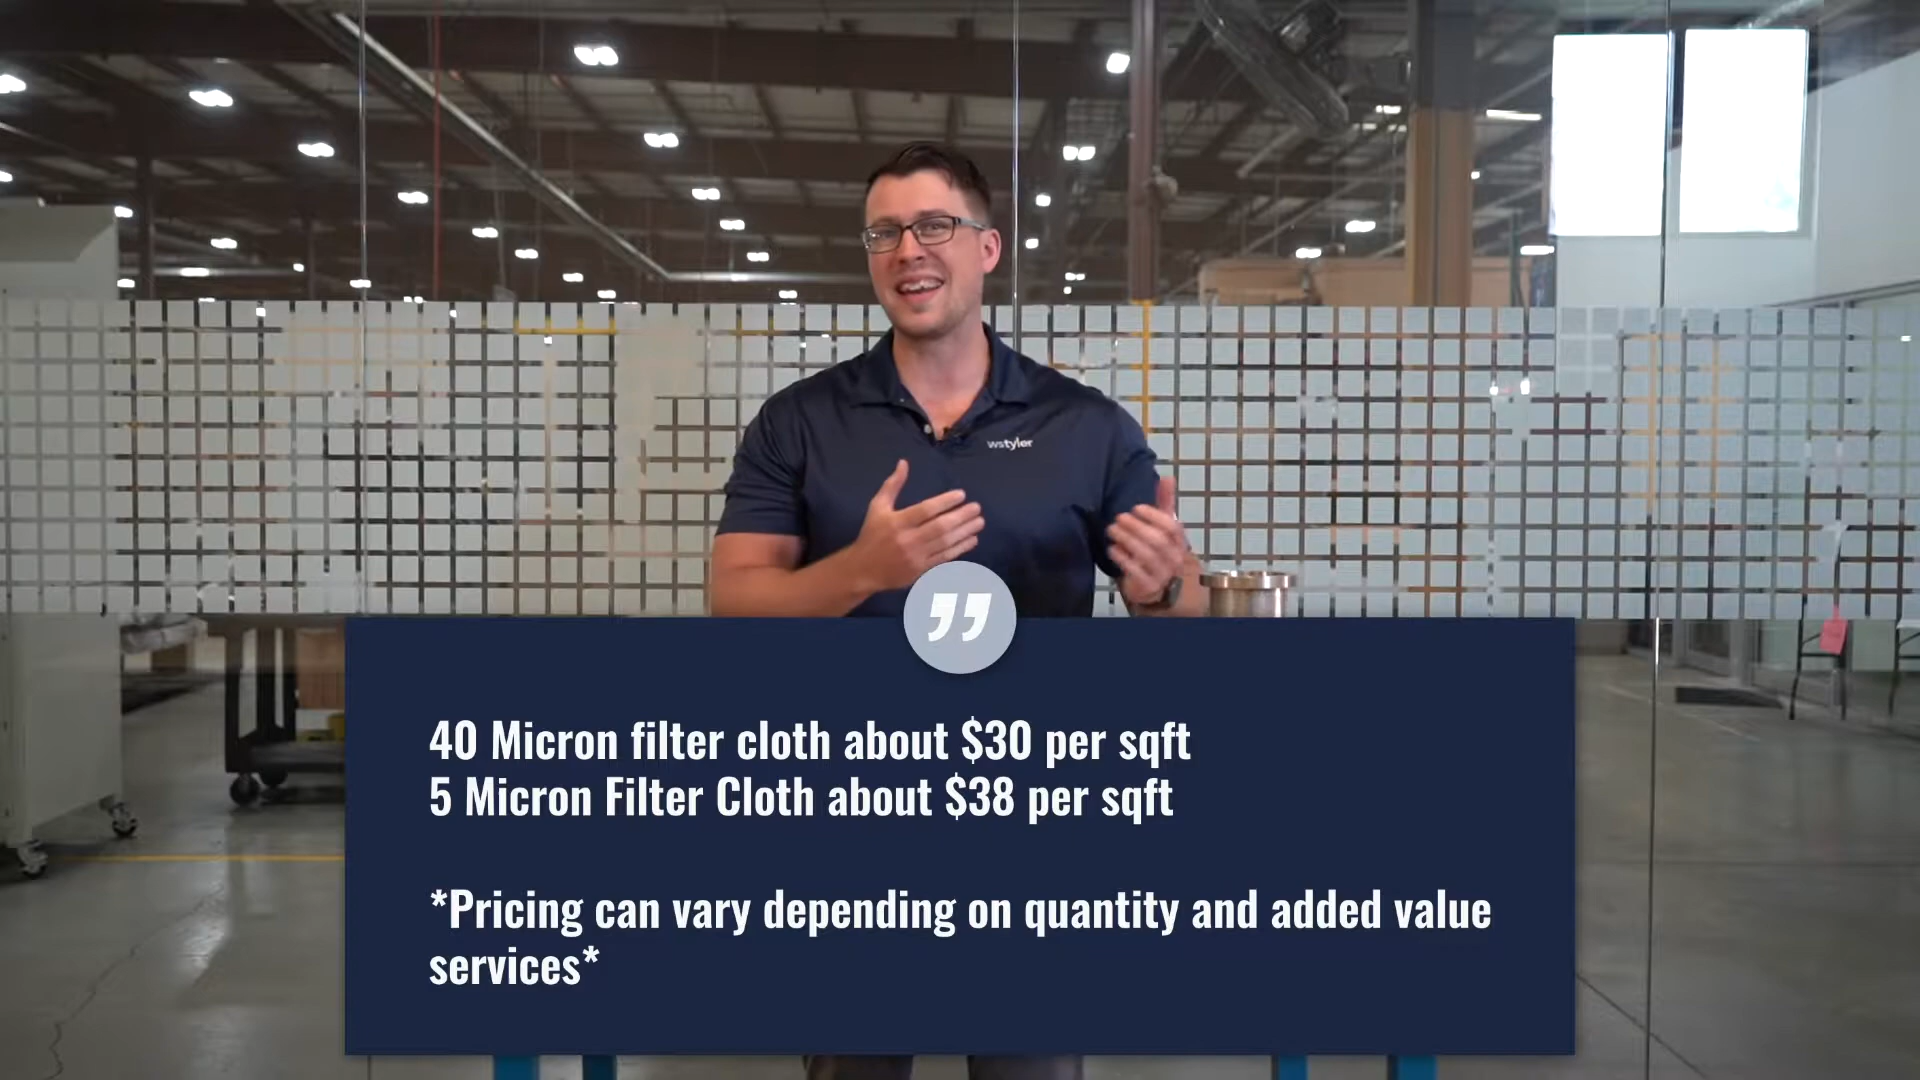 wstyler
40 Micron filter cloth about $30 per sqft
5 Micron Filter Cloth about $38 per sqft
*Pricing can vary depending on quantity and added value
services*